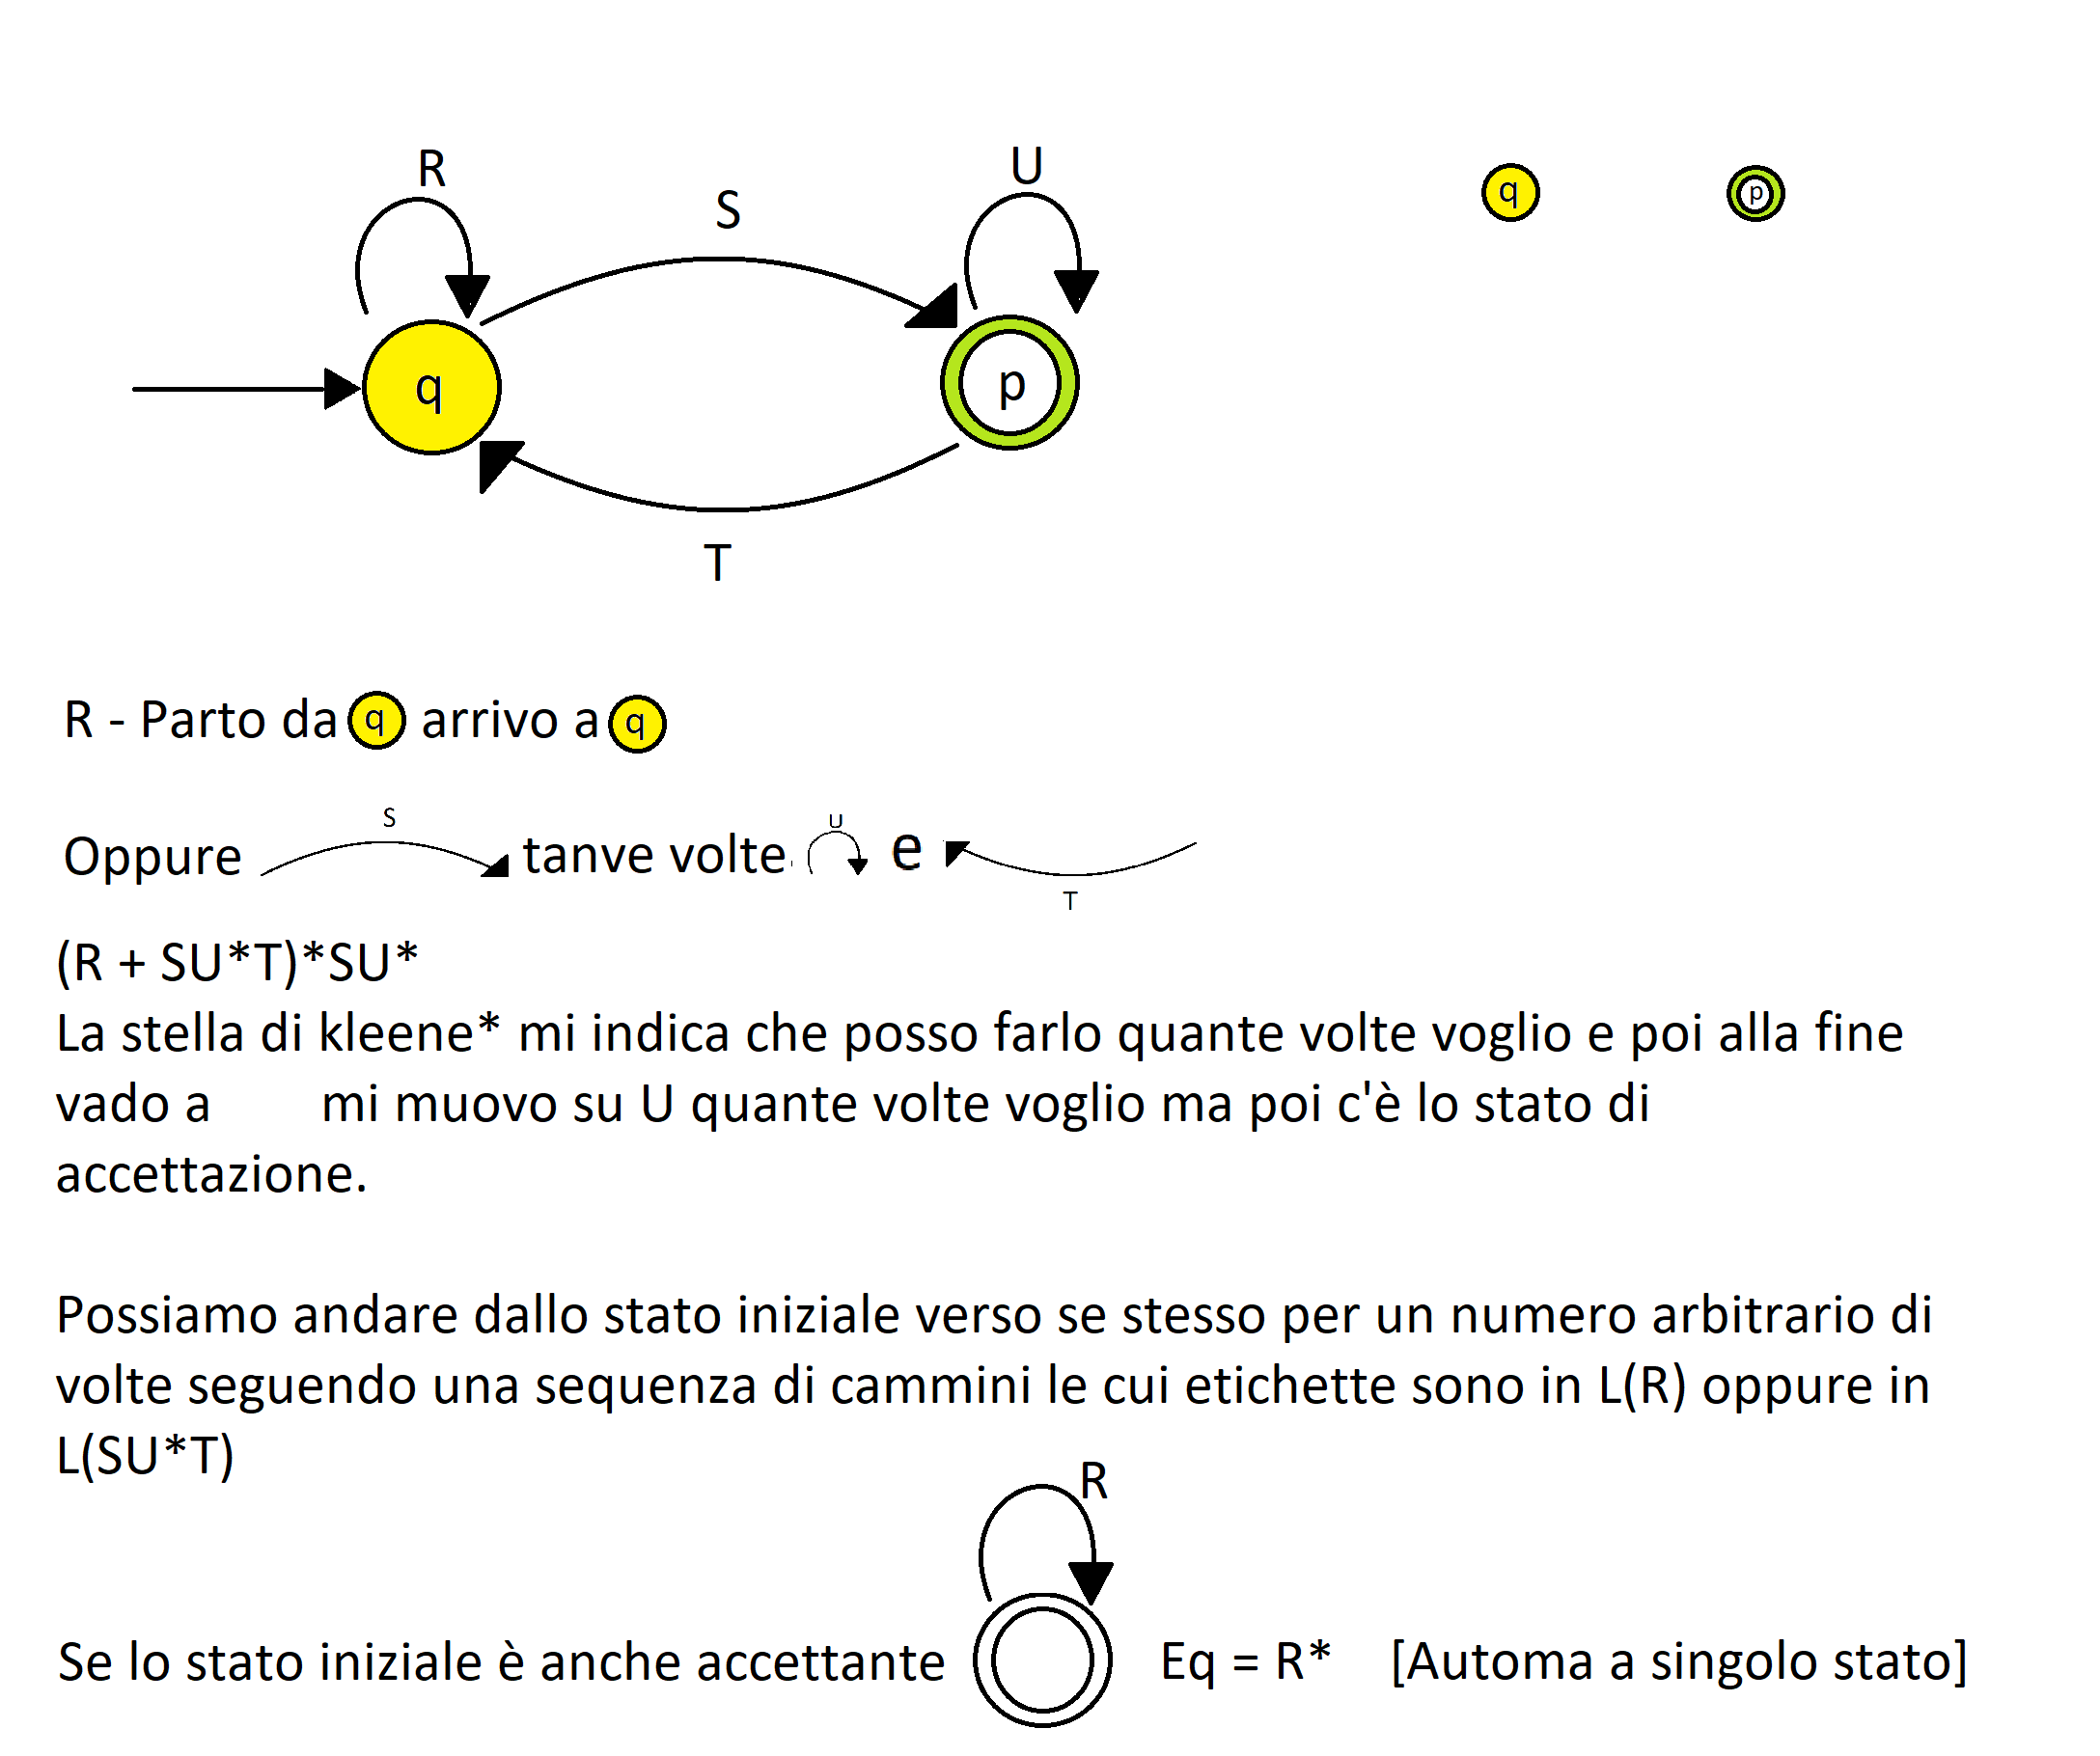 R
S
U
q
p
q
p
T
R - Parto da q arrivo a q
Oppure S tanve volte U e T
(R + SU*T)*SU*
La stella di kleene* mi indica che posso farlo quante volte voglio e poi alla fine
vado a mi muovo su U quante volte voglio ma poi c'è lo stato di
accettazione.
Possiamo andare dallo stato iniziale verso se stesso per un numero arbitrario di
volte seguendo una sequenza di cammini le cui etichette sono in L(R) oppure in
L(SU*T)
R
Se lo stato iniziale è anche accettante Eq = R* [Automa a singolo stato]